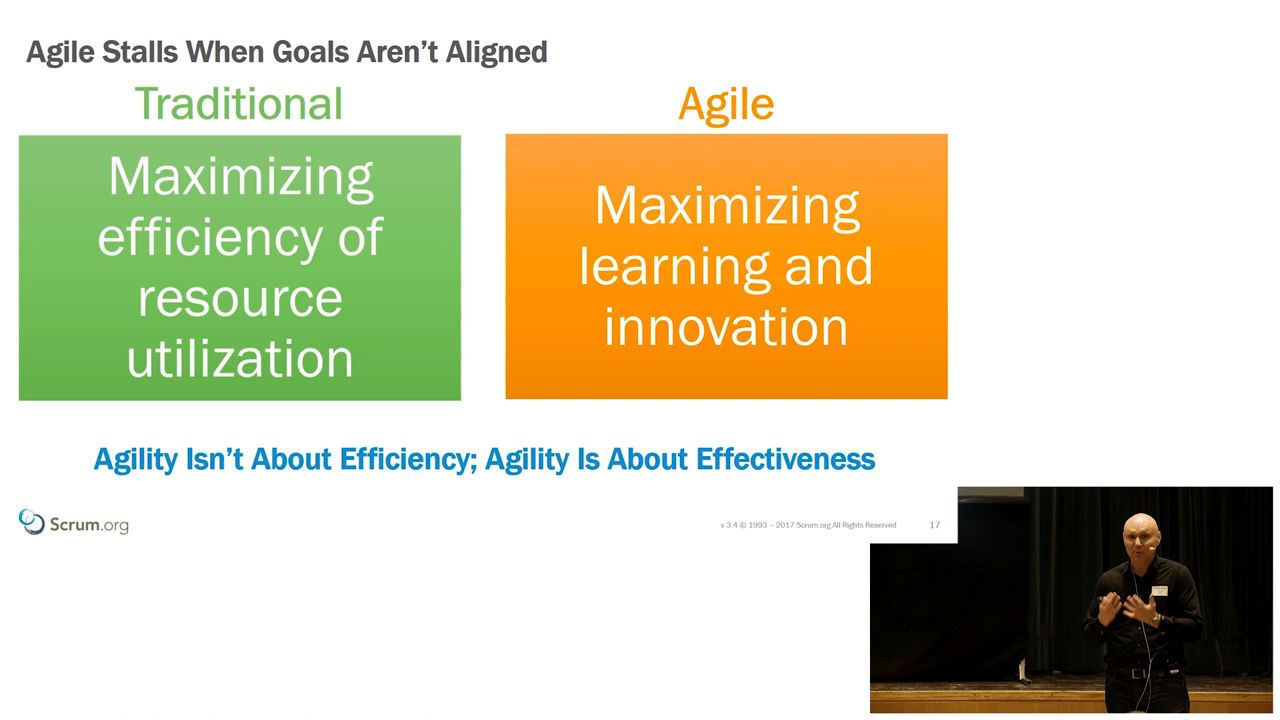 Agile Stalls When Goals Aren’t Aligned
Traditional
Maximizing
efficiency of
resource
utilization
Agile
Maximizing
learning and
innovation
Agility Isn’t About Efficiency; Agility Is About Effectiveness
Scrum.org
v 3.4 © 1993 – 2017 Scrum.org All Rights Reserved
17